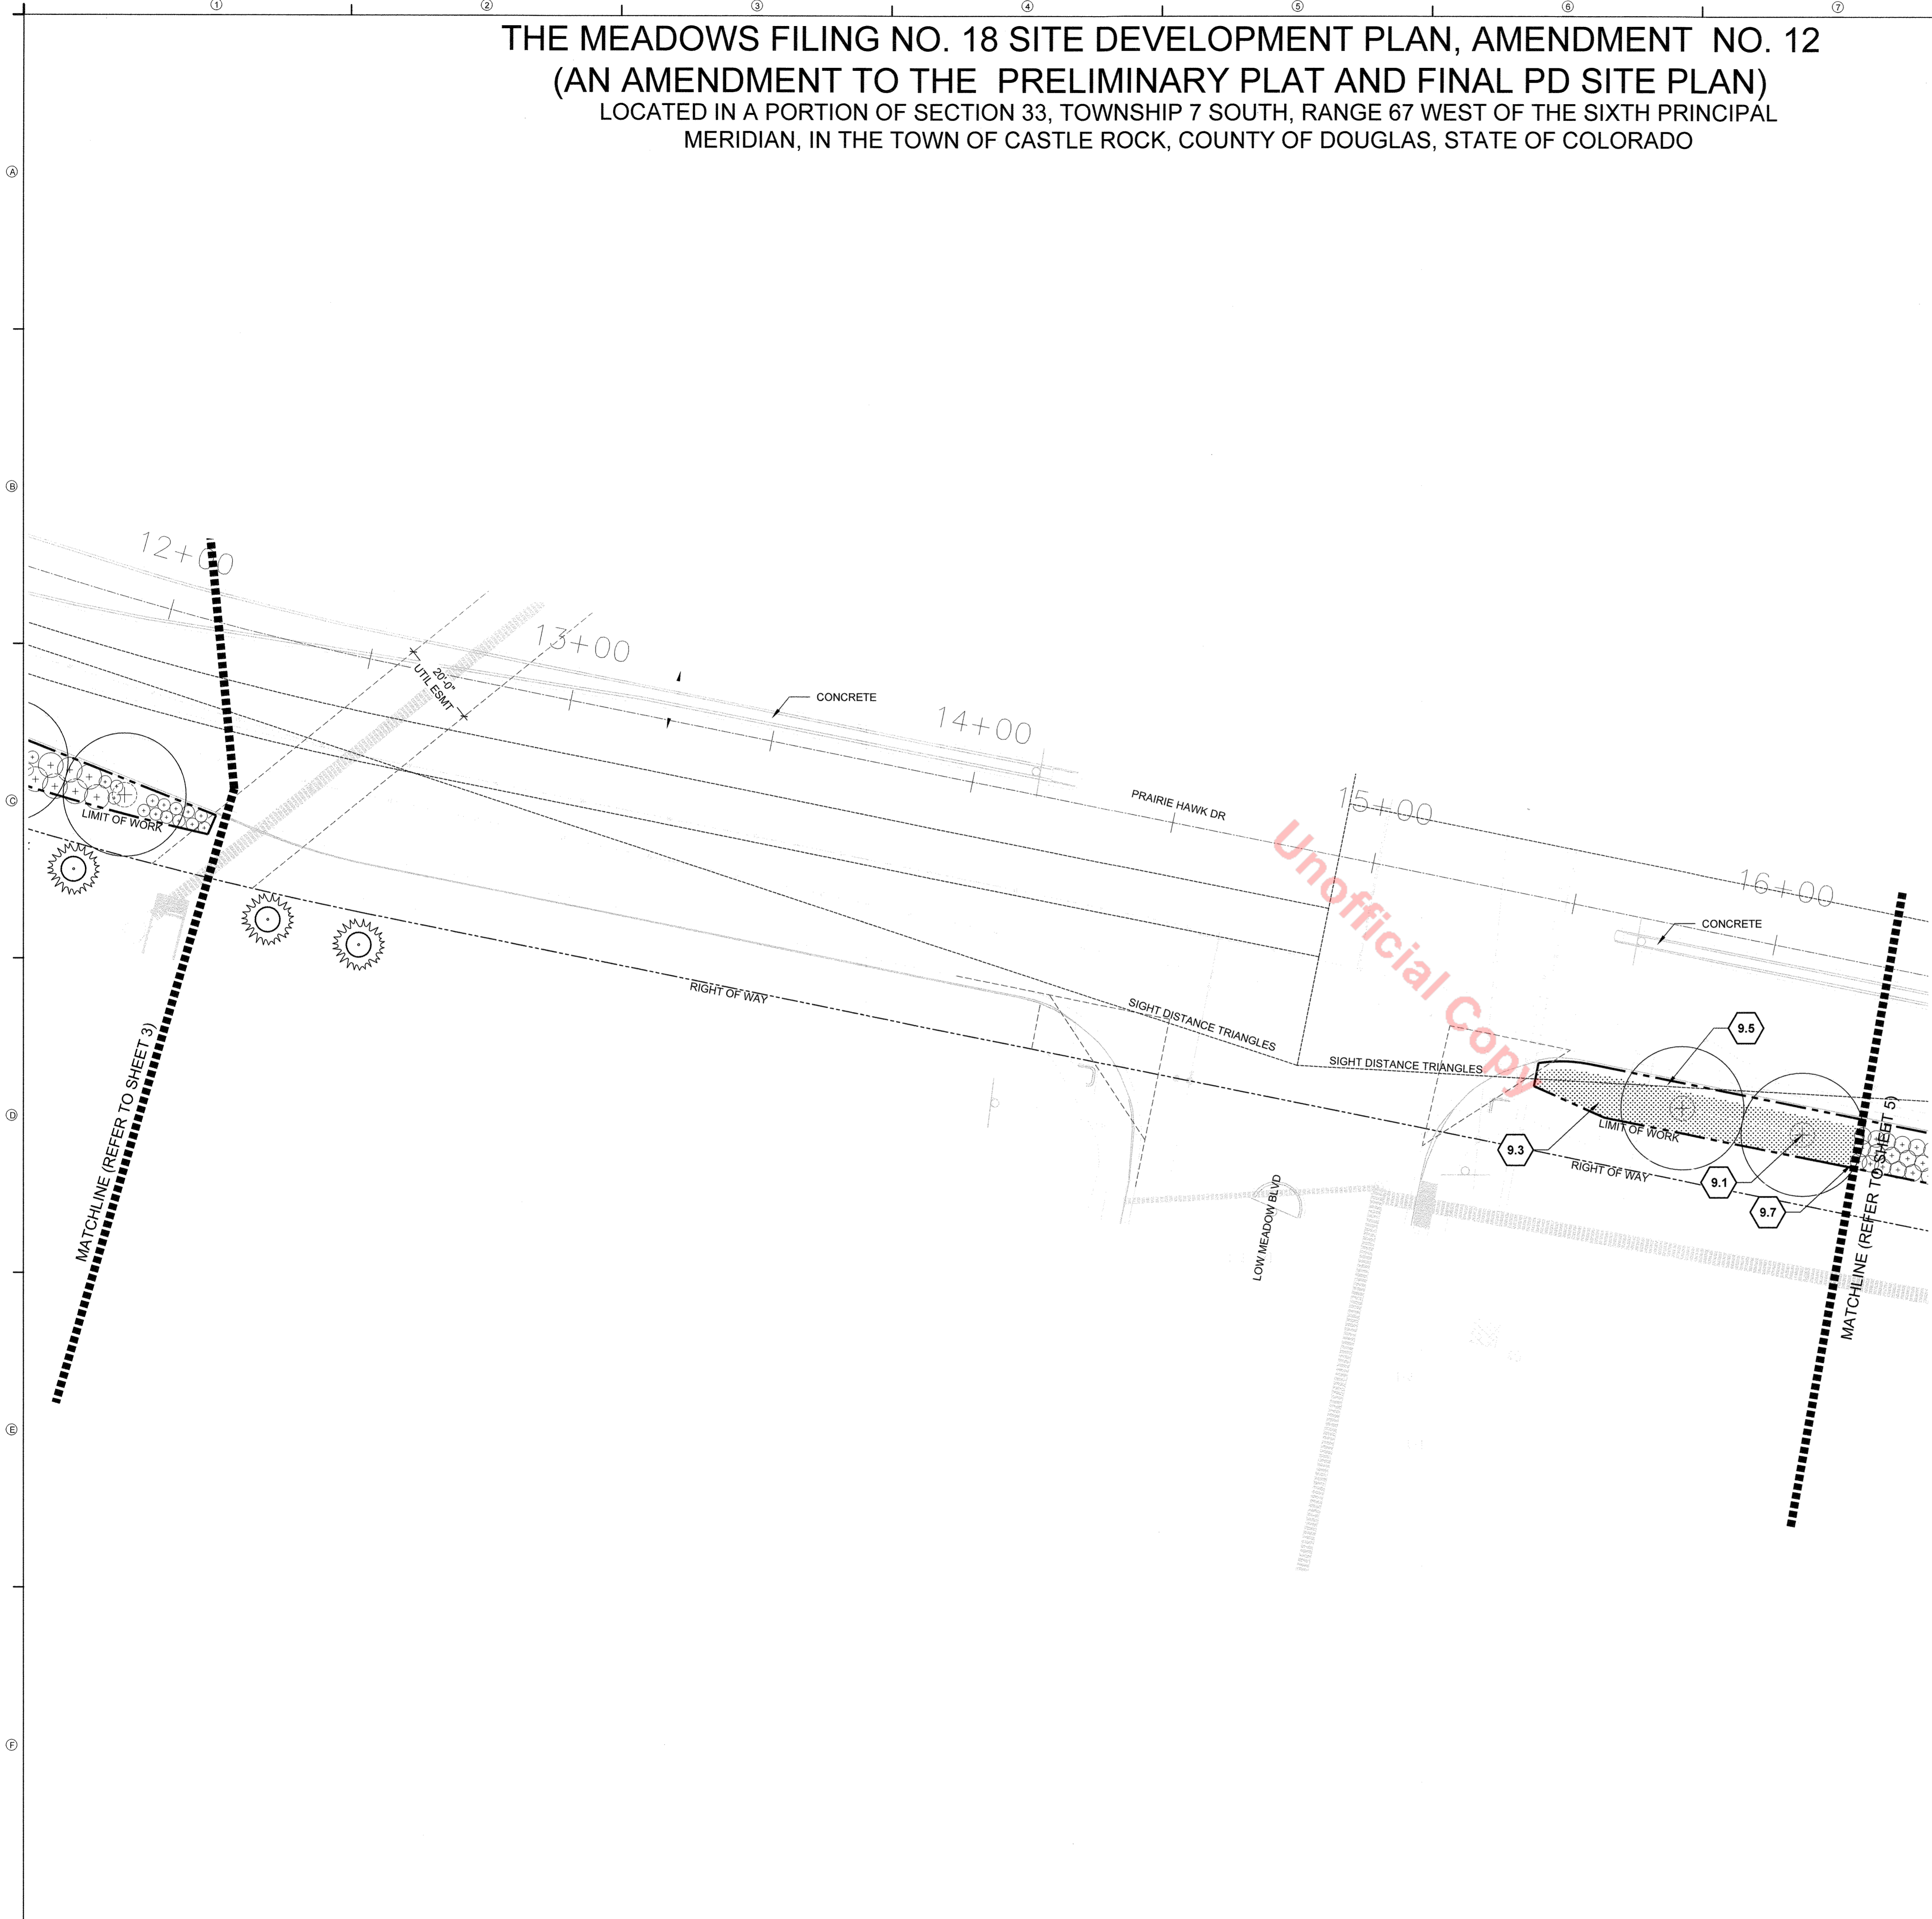 1 2 3 4 5 6 7
THE MEADOWS FILING NO. 18 SITE DEVELOPMENT PLAN, AMENDMENT NO. 12
(AN AMENDMENT TO THE PRELIMINARY PLAT AND FINAL PD SITE PLAN)
LOCATED IN A PORTION OF SECTION 33, TOWNSHIP 7 SOUTH, RANGE 67 WEST OF THE SIXTH PRINCIPAL
MERIDIAN, IN THE TOWN OF CASTLE ROCK, COUNTY OF DOUGLAS, STATE OF COLORADO
A
B
12+00
13+00
20'-0"
UTIL ESMT
CONCRETE
14+00
C
PRAIRIE HAWK DR
15+00
LIMIT OF WORK
Unofficial Copy
16+00
CONCRETE
RIGHT OF WAY
SIGHT DISTANCE TRIANGLES
SIGHT DISTANCE TRIANGLES
9.5
D
LIMIT OF WORK
9.3
RIGHT OF WAY
9.1
9.7
MATCHLINE (REFER TO SHEET 3)
LOW MEADOW BLVD
MATCHLINE (REFER TO SHEET 5)
E
F